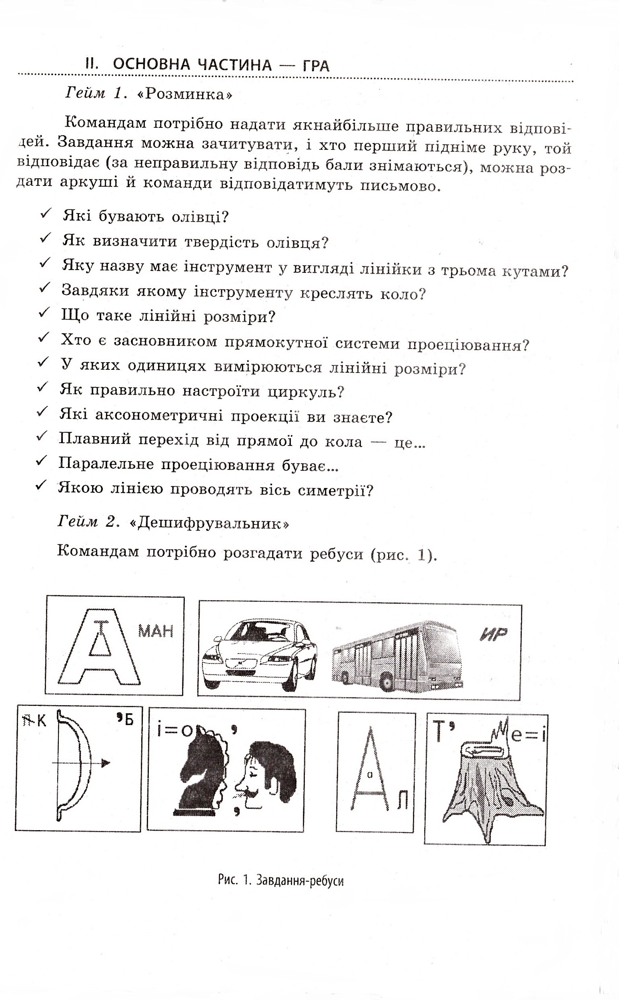 II. ОСНОВНА ЧАСТИНА — ГРА
Гейм 1. «Розминка»
Командам потрібно надати якнайбільше правильних відпові-
дей. Завдання можна зачитувати, і хто перший підніме руку, той
відповідає (за неправильну відповідь бали знімаються), можна роз-
дати аркуші й команди відповідатимуть письмово.
✓ Які бувають олівці?
✓ Як визначити твердість олівця?
✓ Яку назву має інструмент у вигляді лінійки з трьома кутами?
✓ Завдяки якому інструменту креслять коло?
✓ Що таке лінійні розміри?
✓ Хто є засновником прямокутної системи проеціювання?
✓ У яких одиницях вимірюються лінійні розміри?
✓ Як правильно настроїти циркуль?
✓ Які аксонометричні проекції ви знаєте?
✓ Плавний перехід від прямої до кола — це...
✓ Паралельне проеціювання буває...
✓ Якою лінією проводять вісь симетрії?
Гейм 2. «Дешифрувальник»
Командам потрібно розгадати ребуси (рис. 1).
А Т МАН
ИР
К ’Б
і=о ’
’
А о Л
Т’ е=і
Рис. 1. Завдання-ребуси